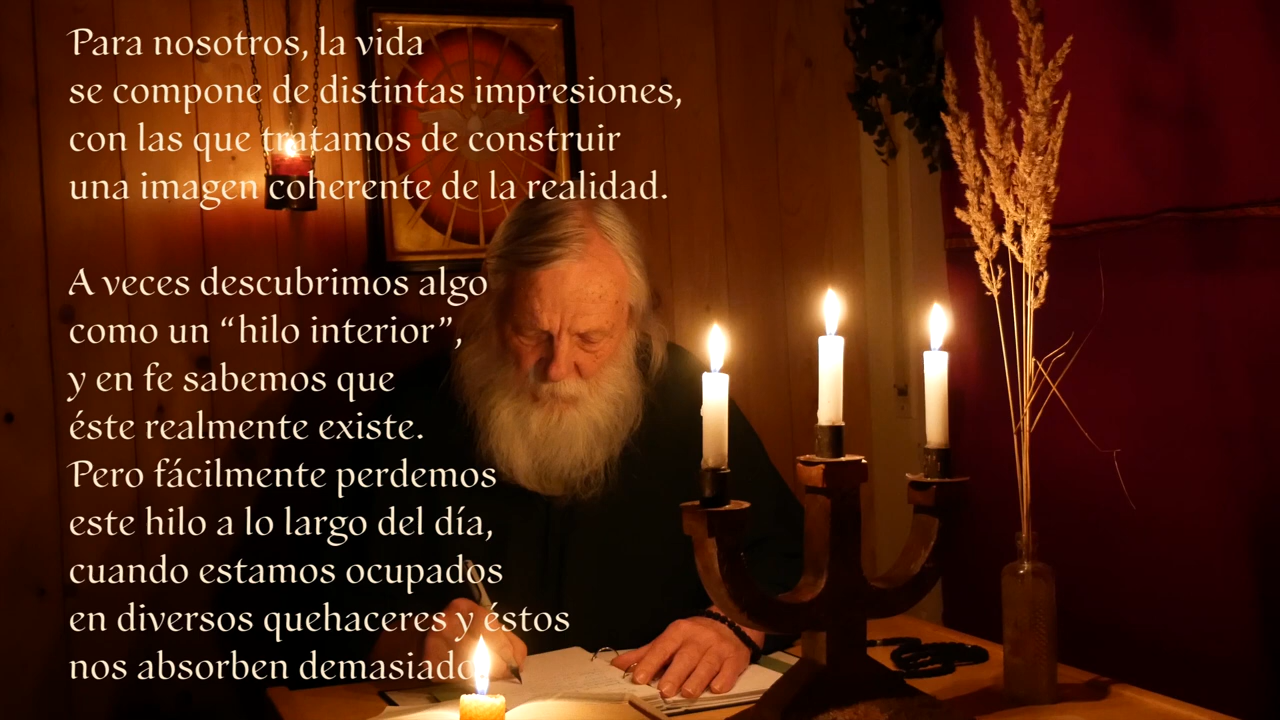 Para nosotros, la vida
se compone de distintas impresiones,
con las que tratamos de construir
una imagen coherente de la realidad.
A veces descubrimos algo
como un “hilo interior”,
y en fe sabemos que
éste realmente existe.
Pero fácilmente perdemos
este hilo a lo largo del día,
cuando estamos ocupados
en diversos quehaceres y éstos
nos absorben demasiado.